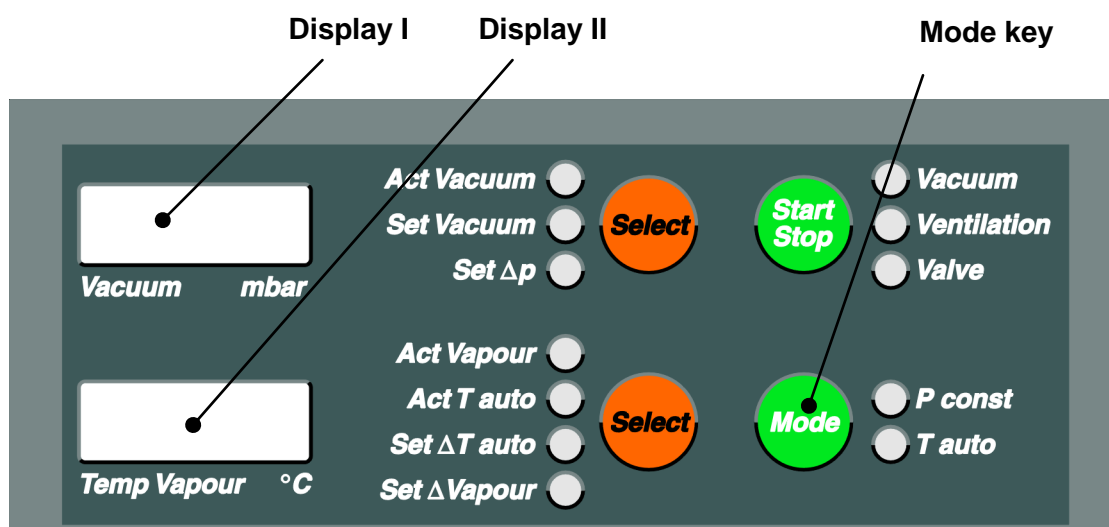 Display I
Display II
Mode key
Act Vacuum
Set Vacuum
Set Δp
Select
Start
Stop
Vacuum
Ventilation
Valve
Vacuum mbar
Act Vapour
Act T auto
Set ΔT auto
Set ΔVapour
Select
Mode
P const
T auto
Temp Vapour °C